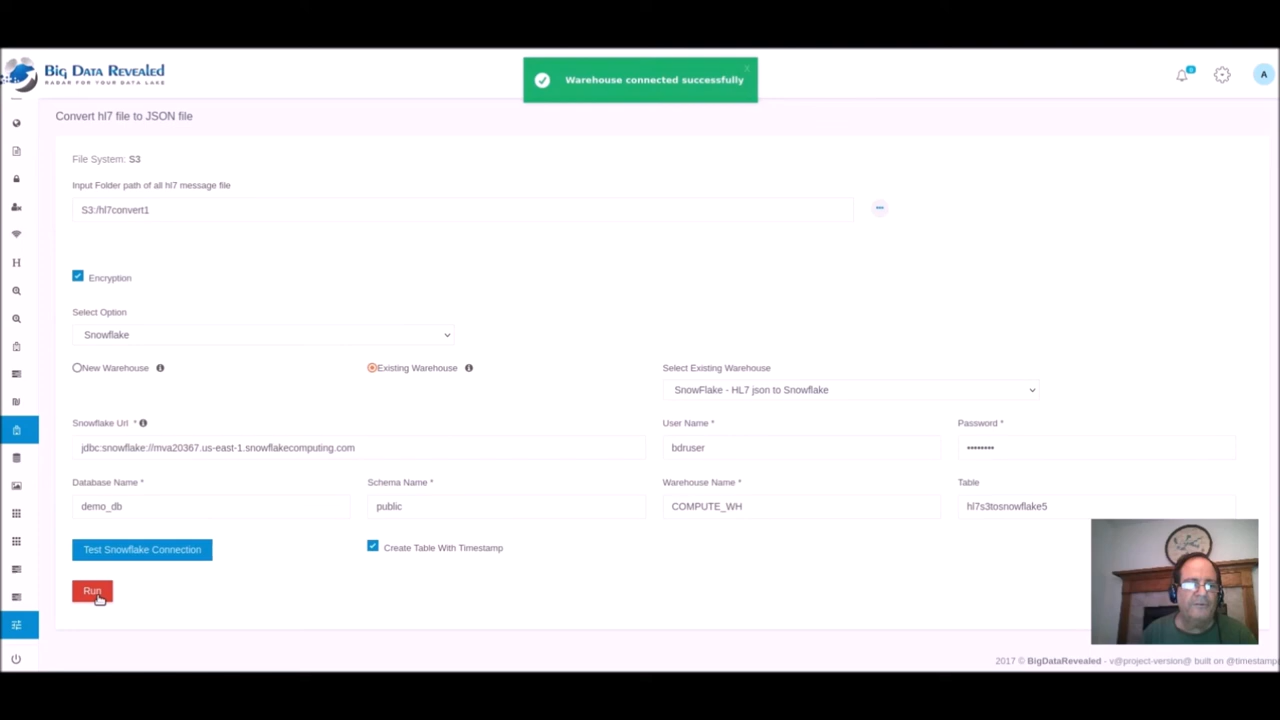 BIG DATA REVEALED
RADAR FOR YOUR DATA LAKE
Warehouse connected successfully
x
0
A
Convert hl7 file to JSON file
File System: S3
Input Folder path of all hl7 message file
S3:/hl7convert1
Encryption
Select Option
Snowflake
New Warehouse
Existing Warehouse
Select Existing Warehouse
SnowFlake - HL7 json to Snowflake
Snowflake Url *
User Name *
Password *
jdbc:snowflake://mva20367.us-east-1.snowflakecomputing.com
bdruser
••••••••
Database Name *
Schema Name *
Warehouse Name *
Table
demo_db
public
COMPUTE_WH
hl7s3tosnowflake5
Test Snowflake Connection
Create Table With Timestamp
Run
2017 © BigDataRevealed - v@project-version@ built on @timestamp